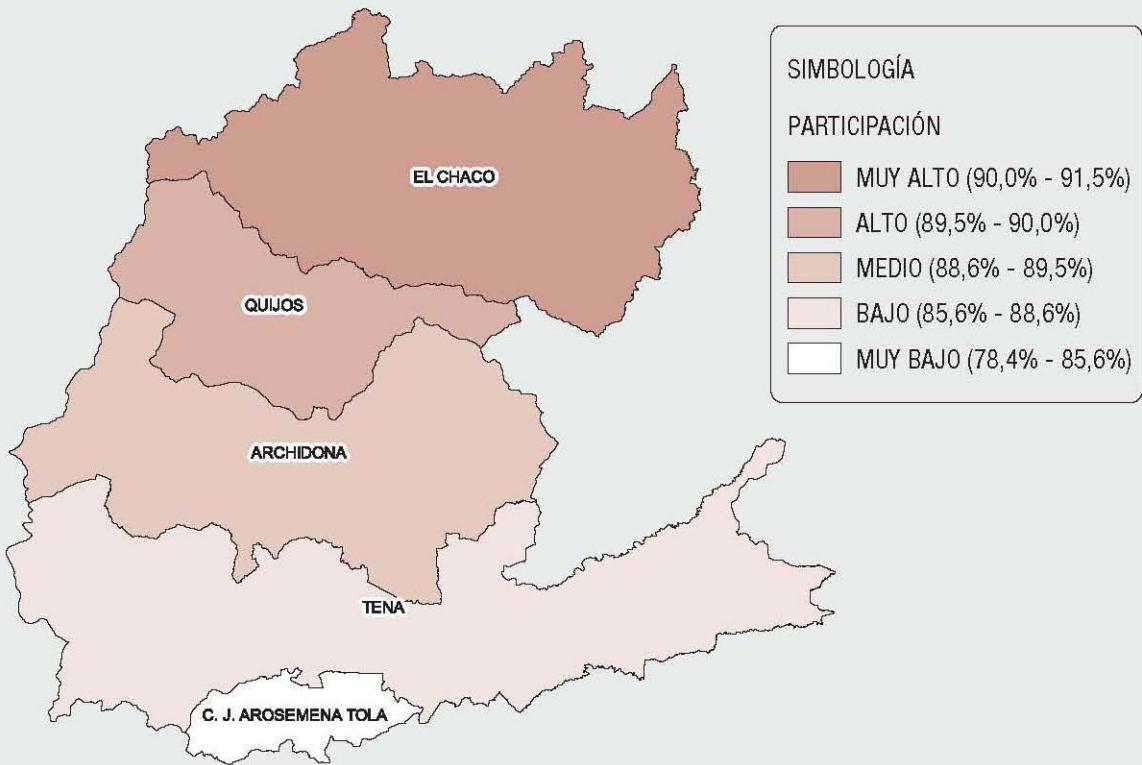 SIMBOLOGÍA
PARTICIPACIÓN
MUY ALTO (90,0% - 91,5%)
ALTO (89,5% - 90,0%)
MEDIO (88,6% - 89,5%)
BAJO (85,6% - 88,6%)
MUY BAJO (78,4% - 85,6%)
EL CHACO
QUIJOS
ARCHIDONA
TENA
C. J. AROSEMENA TOLA